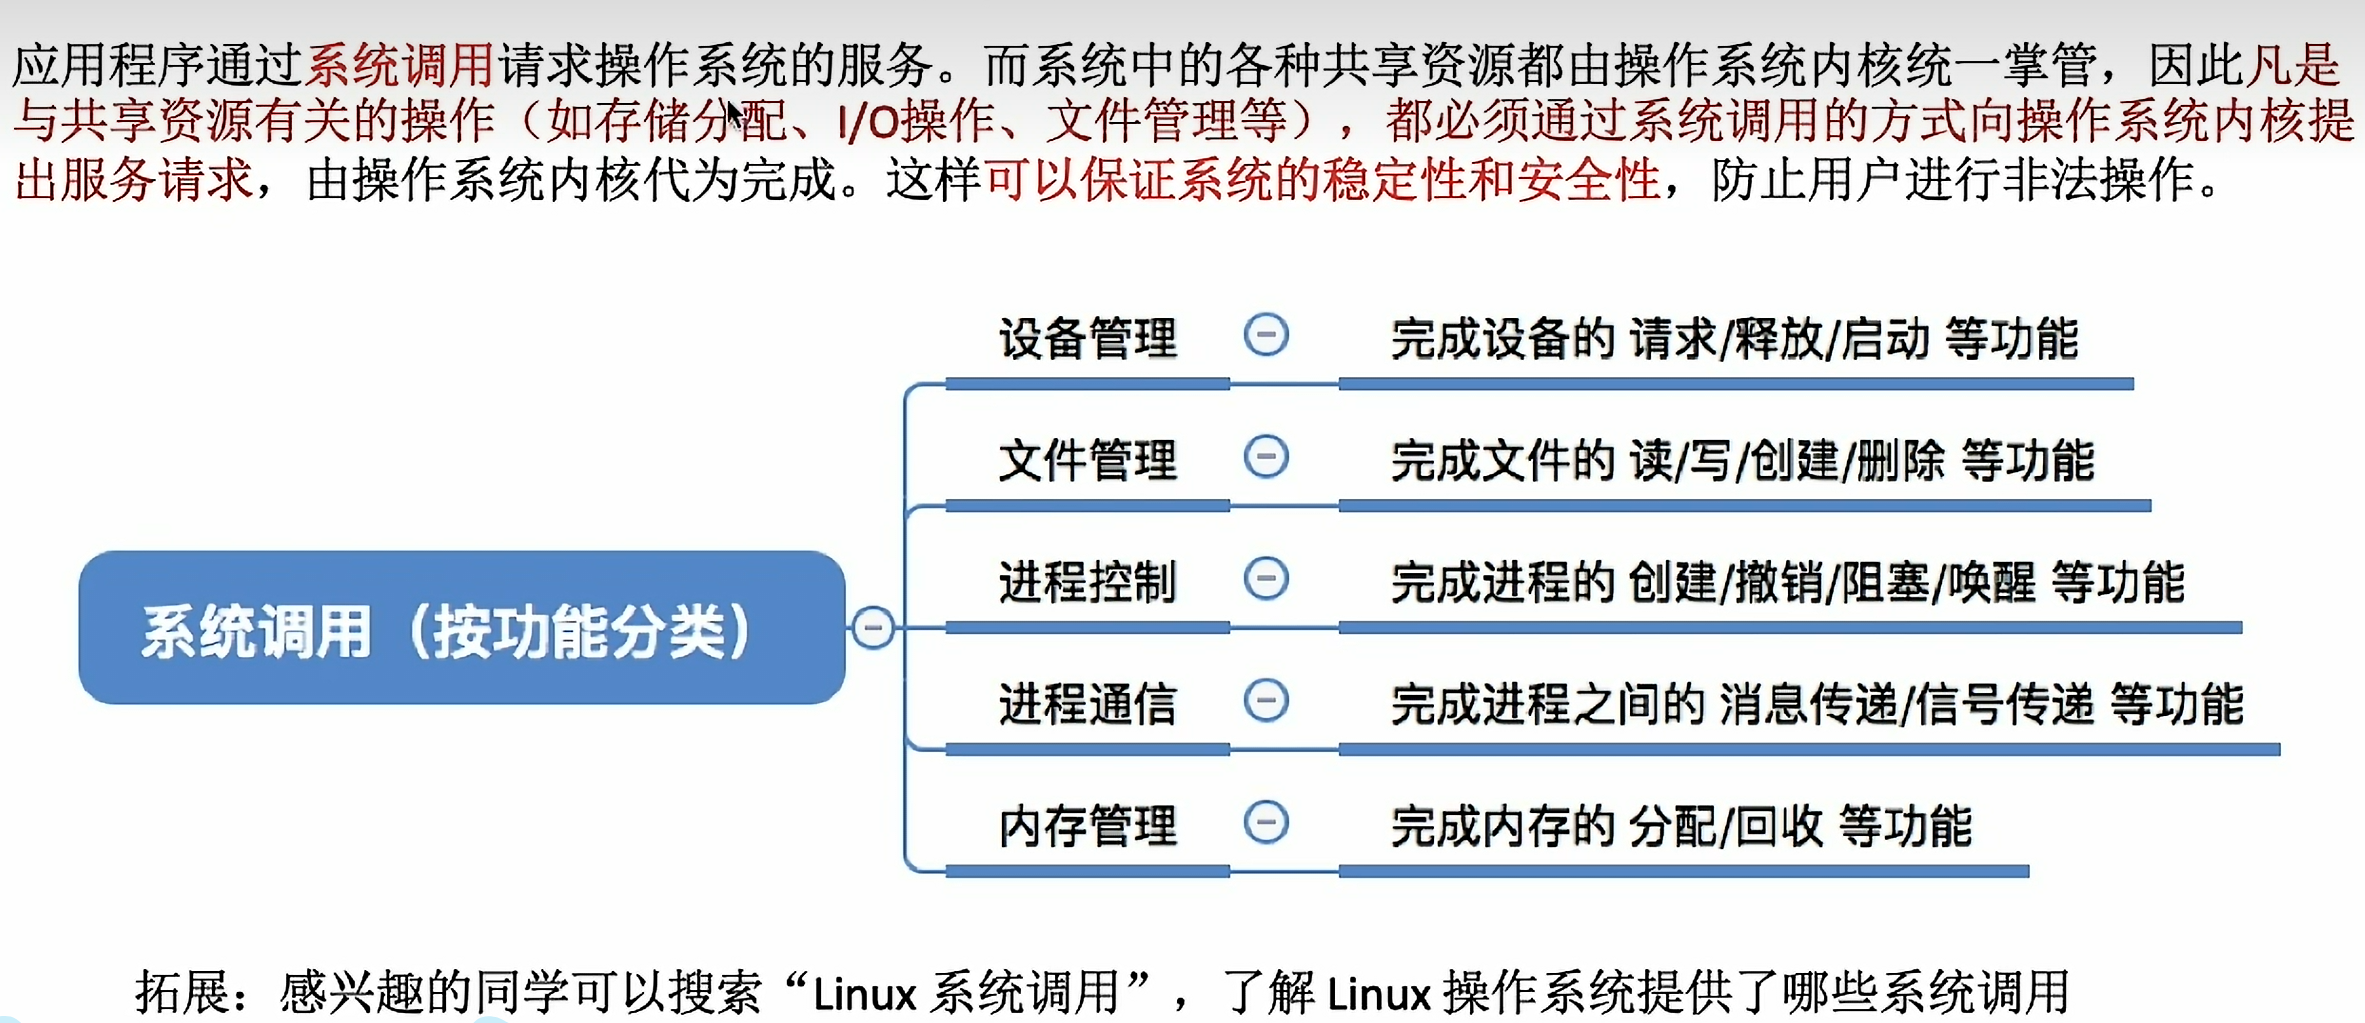 应用程序通过系统调用请求操作系统的服务。而系统中的各种共享资源都由操作系统内核统一掌管，因此凡是
与共享资源有关的操作（如存储分配、I/O操作、文件管理等），都必须通过系统调用的方式向操作系统内核提
出服务请求，由操作系统内核代为完成。这样可以保证系统的稳定性和安全性，防止用户进行非法操作。
系统调用（按功能分类）
设备管理 完成设备的 请求/释放/启动 等功能
文件管理 完成文件的 读/写/创建/删除 等功能
进程控制 完成进程的 创建/撤销/阻塞/唤醒 等功能
进程通信 完成进程之间的 消息传递/信号传递 等功能
内存管理 完成内存的 分配/回收 等功能
拓展：感兴趣的同学可以搜索“Linux 系统调用”，了解 Linux 操作系统提供了哪些系统调用